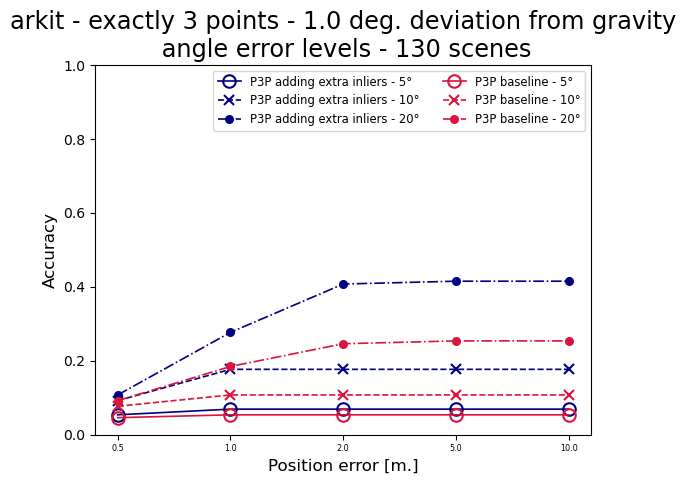 arkit - exactly 3 points - 1.0 deg. deviation from gravity
angle error levels - 130 scenes
P3P adding extra inliers - 5°
P3P adding extra inliers - 10°
P3P adding extra inliers - 20°
P3P baseline - 5°
P3P baseline - 10°
P3P baseline - 20°
Accuracy
1.0
0.8
0.6
0.4
0.2
0.0
0.5
1.0
2.0
5.0
10.0
Position error [m.]